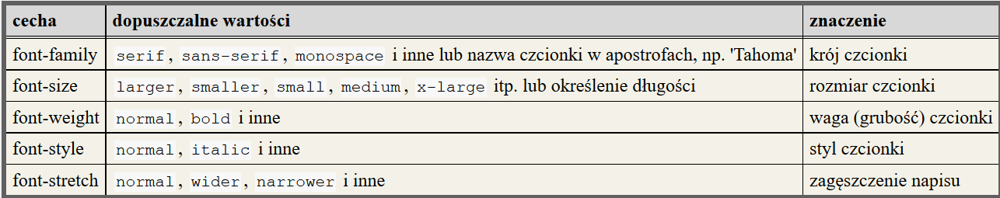 cecha dopuszczalne wartości znaczenie
font-family serif, sans-serif, monospace i inne lub nazwa czcionki w apostrofach, np. 'Tahoma' krój czcionki
font-size larger, smaller, small, medium, x-large itp. lub określenie długości rozmiar czcionki
font-weight normal, bold i inne waga (grubość) czcionki
font-style normal, italic i inne styl czcionki
font-stretch normal, wider, narrower i inne zagęszczenie napisu